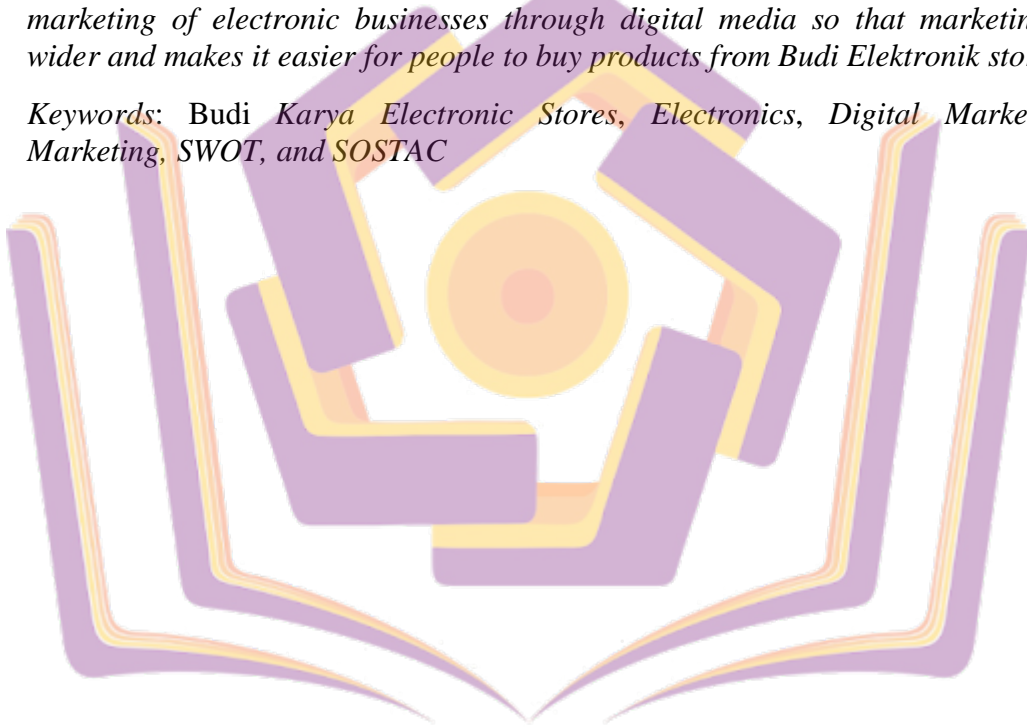 marketing of electronic businesses through digital media so that marketin
wider and makes it easier for people to buy products from Budi Elektronik sto
Keywords: Budi Karya Electronic Stores, Electronics, Digital Marke
Marketing, SWOT, and SOSTAC